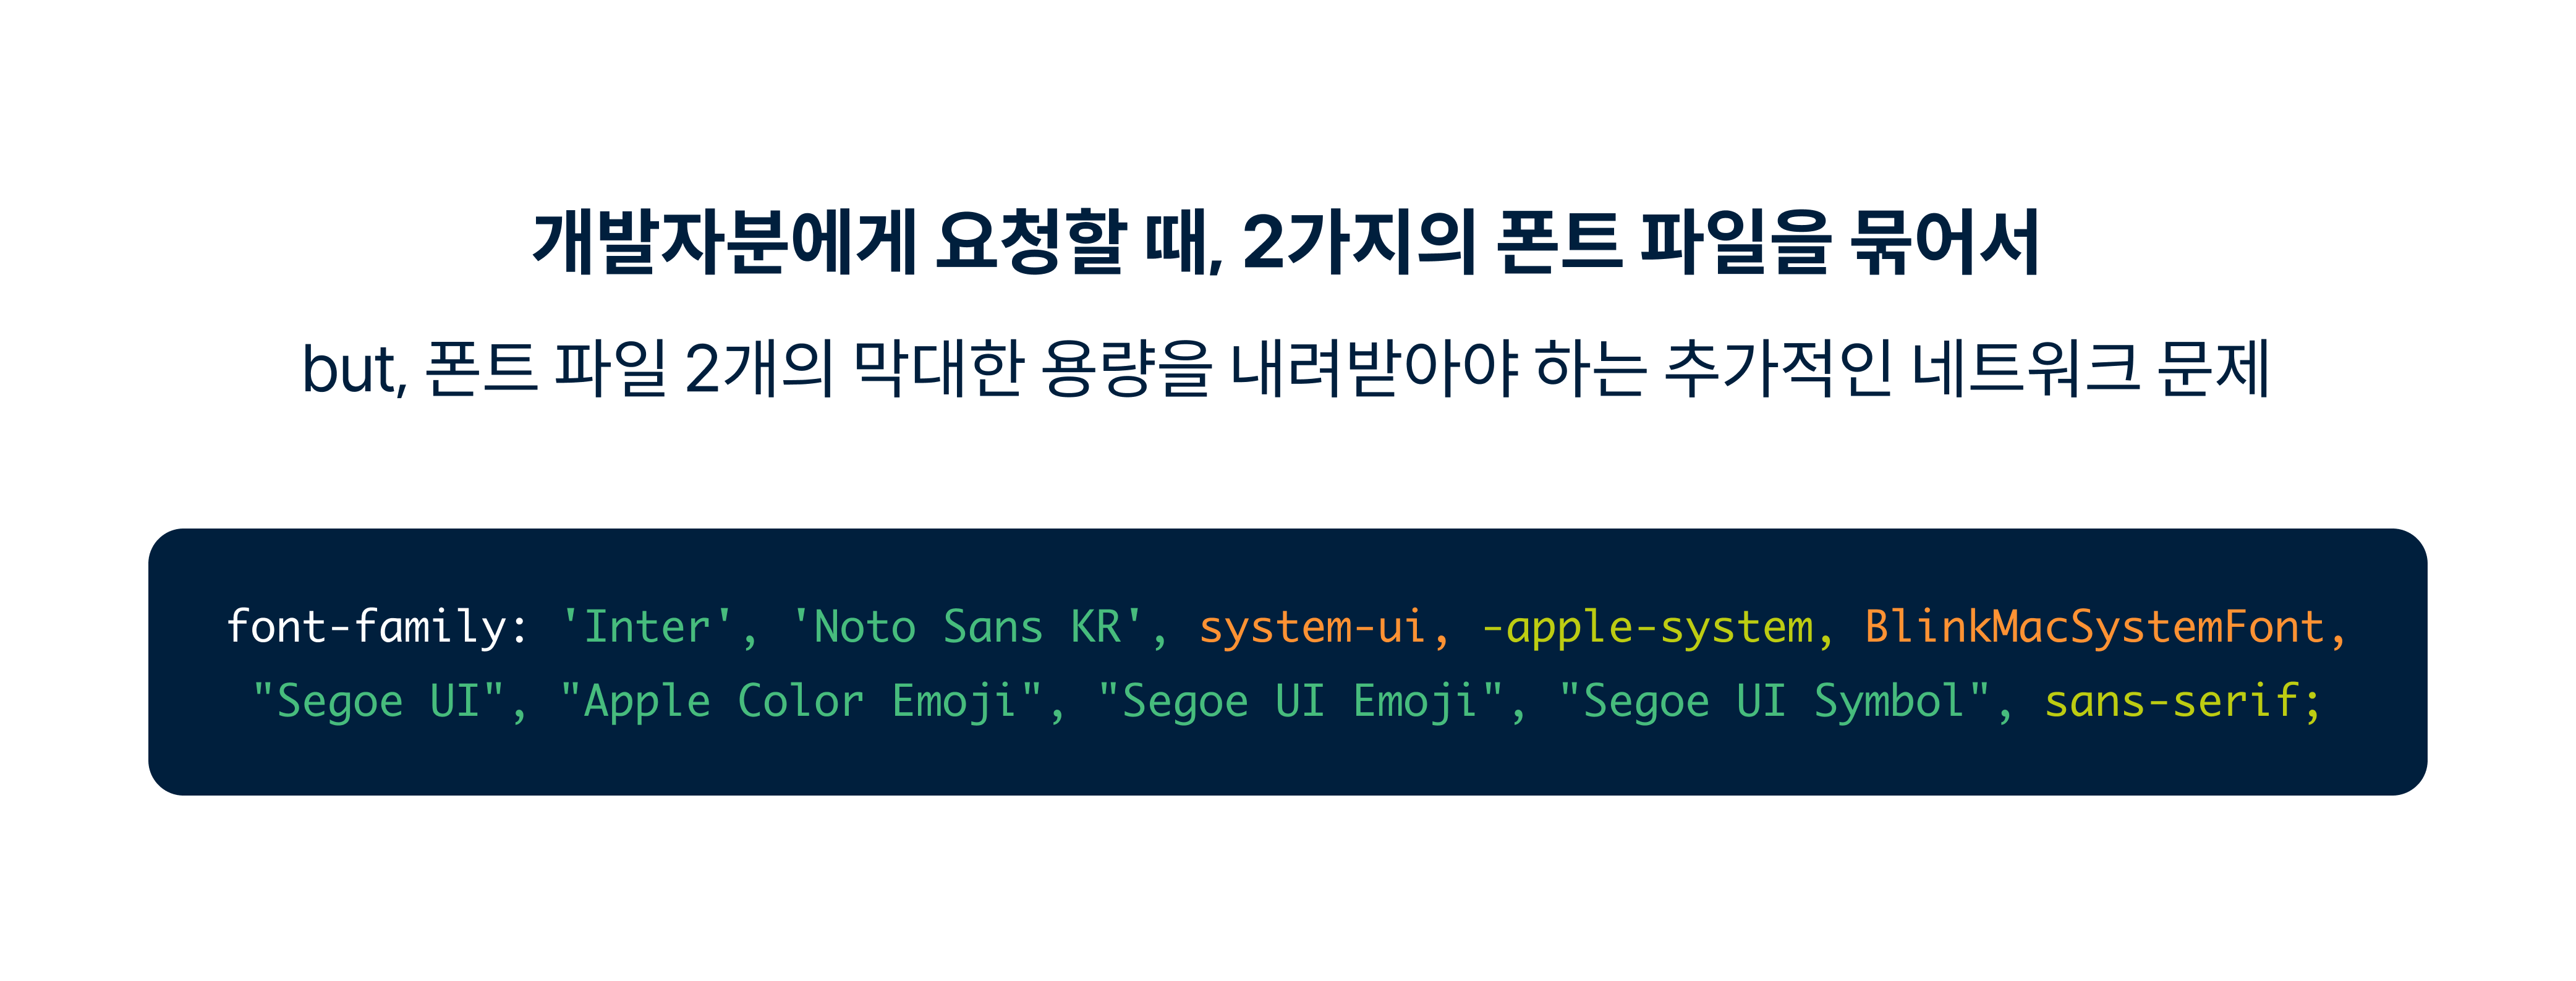 개발자분에게 요청할 때, 2가지의 폰트 파일을 묶어서
but, 폰트 파일 2개의 막대한 용량을 내려받아야 하는 추가적인 네트워크 문제
font-family: 'Inter', 'Noto Sans KR', system-ui, -apple-system, BlinkMacSystemFont,
"Segoe UI", "Apple Color Emoji", "Segoe UI Emoji", "Segoe UI Symbol", sans-serif;